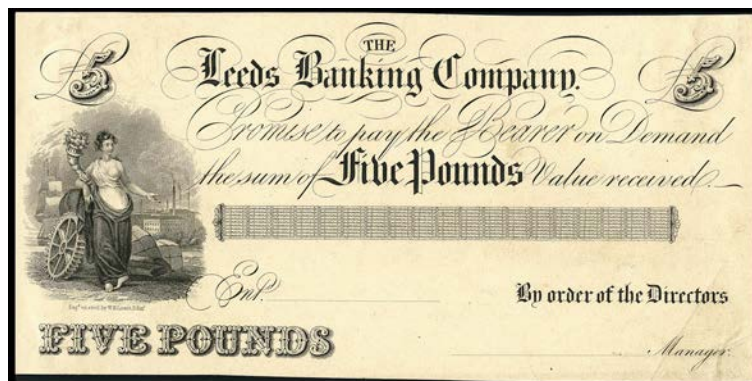 THE
£5 Leeds Banking Company. £5
Promise to pay the Bearer on Demand
the sum of Five Pounds Value received.
Entd.
By order of the Directors
FIVE POUNDS
Manager.